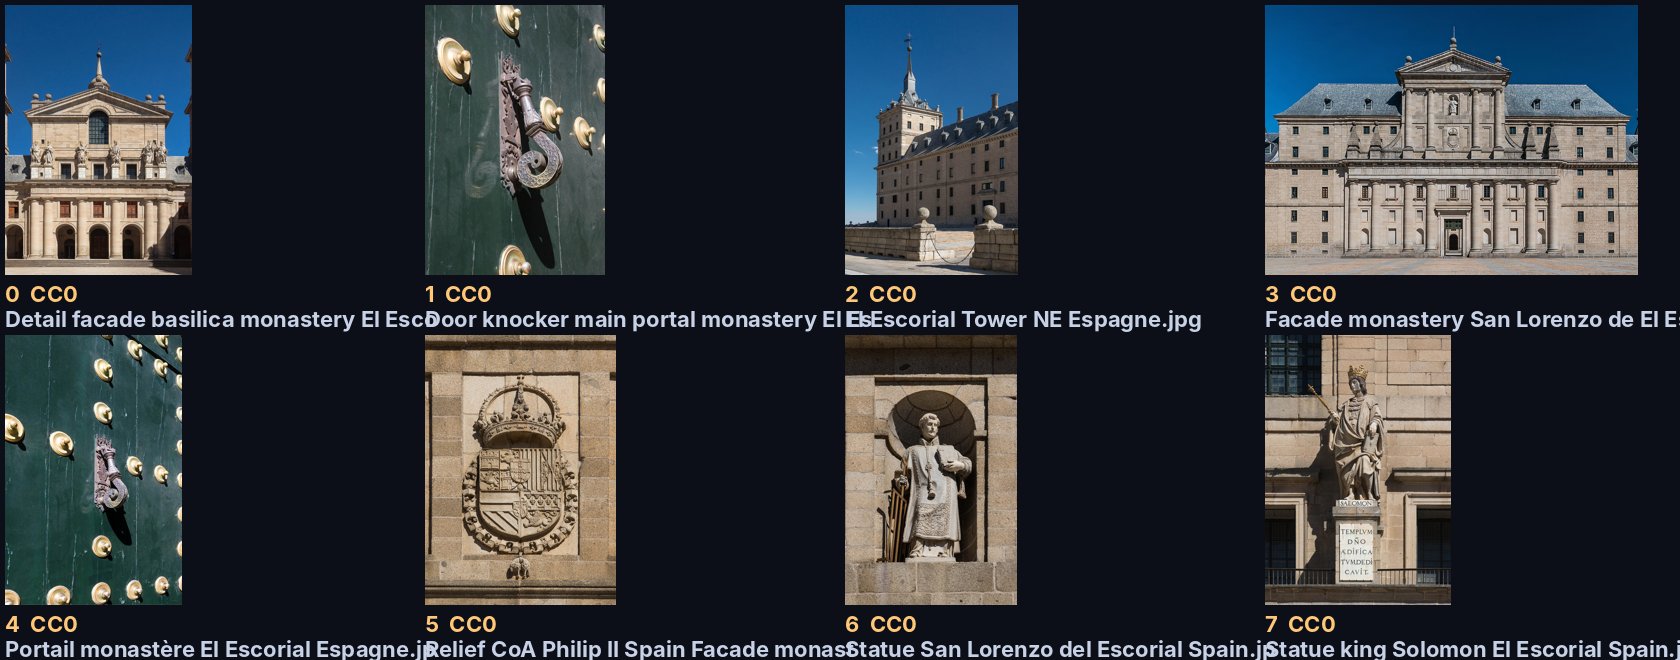 0 CC0
Detail facade basilica monastery El Esco
1 CC0
Door knocker main portal monastery El Es
2 CC0
El Escorial Tower NE Espagne.jpg
3 CC0
Facade monastery San Lorenzo de El E
4 CC0
Portail monastère El Escorial Espagne.jp
5 CC0
Relief CoA Philip II Spain Facade monast
6 CC0
Statue San Lorenzo del Escorial Spain.jp
SALOMON
TEMPLVM
DÑO
ÆDIFICA
TVMDEDI
CAVIT.
7 CC0
Statue king Solomon El Escorial Spain.